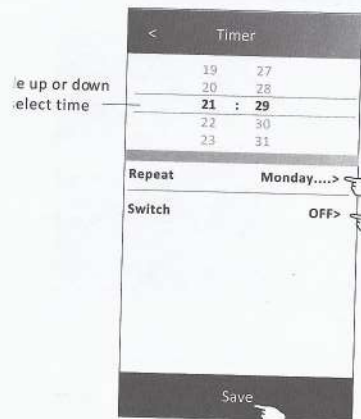 < Timer
19 27
20 28
21 : 29
22 30
23 31
e up or down
elect time
Repeat Monday....>
Switch OFF>
Save